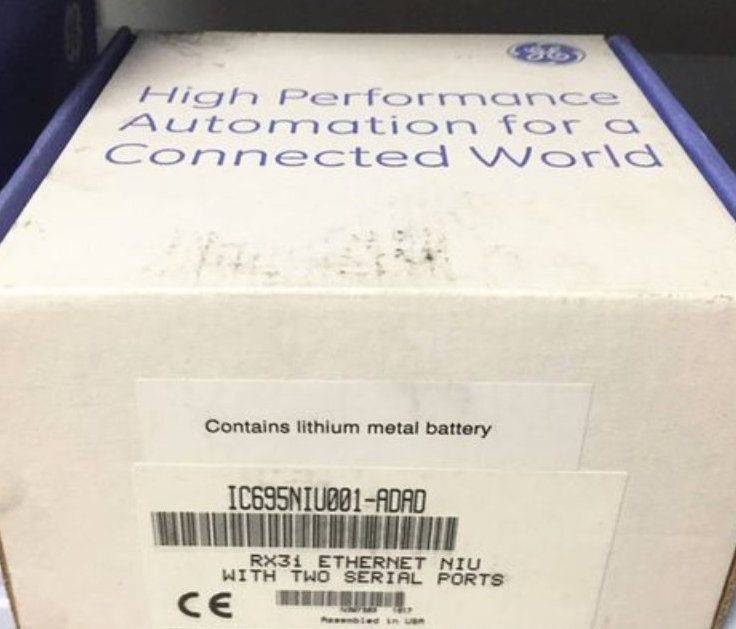 GE
High Performance
Automation for a
Connected World
Contains lithium metal battery
IC695NIU001-ADAD
RX3i ETHERNET NIU
WITH TWO SERIAL PORTS
CE
Assembled in USA